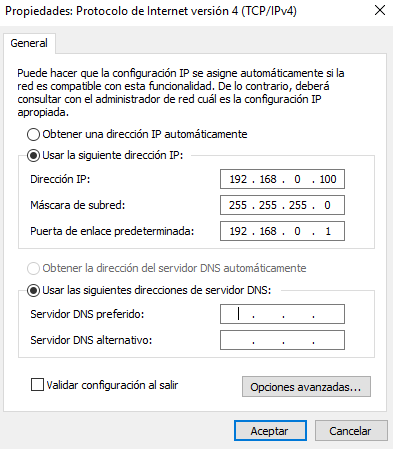 Propiedades: Protocolo de Internet versión 4 (TCP/IPv4)
General
Puede hacer que la configuración IP se asigne automáticamente si la
red es compatible con esta funcionalidad. De lo contrario, deberá
consultar con el administrador de red cuál es la configuración IP
apropiada.
Obtener una dirección IP automáticamente
Usar la siguiente dirección IP:
Dirección IP: 192 . 168 . 0 . 100
Máscara de subred: 255 . 255 . 255 . 0
Puerta de enlace predeterminada: 192 . 168 . 0 . 1
Obtener la dirección del servidor DNS automáticamente
Usar las siguientes direcciones de servidor DNS:
Servidor DNS preferido: . . .
Servidor DNS alternativo: . . .
Validar configuración al salir
Opciones avanzadas...
Aceptar Cancelar